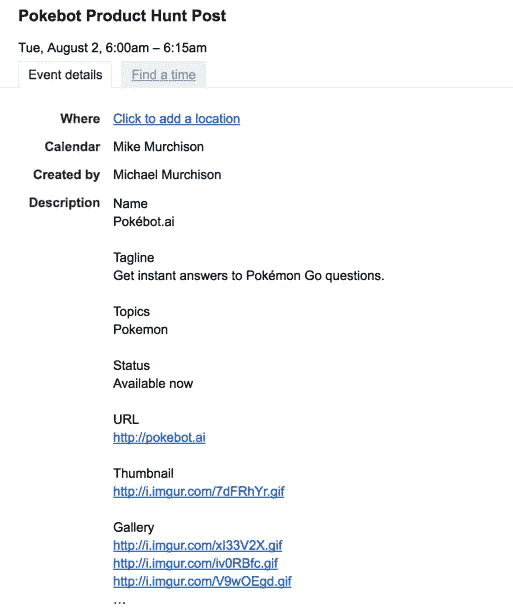 Pokebot Product Hunt Post
Tue, August 2, 6:00am – 6:15am
Event details Find a time
Where Click to add a location
Calendar Mike Murchison
Created by Michael Murchison
Description Name
Pokébot.ai
Tagline
Get instant answers to Pokémon Go questions.
Topics
Pokemon
Status
Available now
URL
http://pokebot.ai
Thumbnail
http://i.imgur.com/7dFRhYr.gif
Gallery
http://i.imgur.com/xI33V2X.gif
http://i.imgur.com/iv0RBfc.gif
http://i.imgur.com/V9wOEgd.gif
...